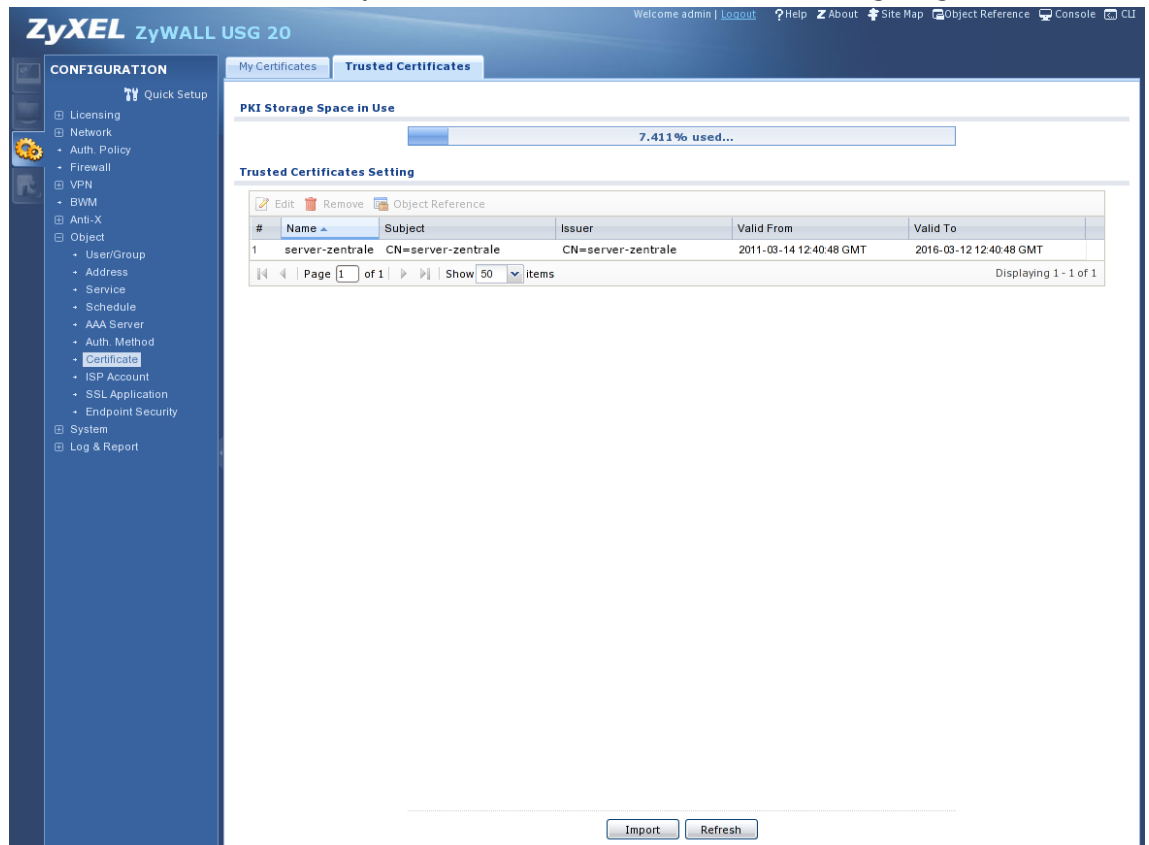 Welcome admin | Logout ?Help Z About Site Map Object Reference Console CLI
ZyXEL ZyWALL USG 20
CONFIGURATION
Quick Setup
Licensing
Network
Auth. Policy
Firewall
VPN
BWM
Anti-X
Object
User/Group
Address
Service
Schedule
AAA Server
Auth. Method
Certificate
ISP Account
SSL Application
Endpoint Security
System
Log & Report
My Certificates Trusted Certificates
PKI Storage Space in Use
7.411% used...
Trusted Certificates Setting
Edit Remove Object Reference
# Name Subject Issuer Valid From Valid To
1 server-zentrale CN=server-zentrale CN=server-zentrale 2011-03-14 12:40:48 GMT 2016-03-12 12:40:48 GMT
Page 1 of 1 Show 50 items Displaying 1 - 1 of 1
Import Refresh